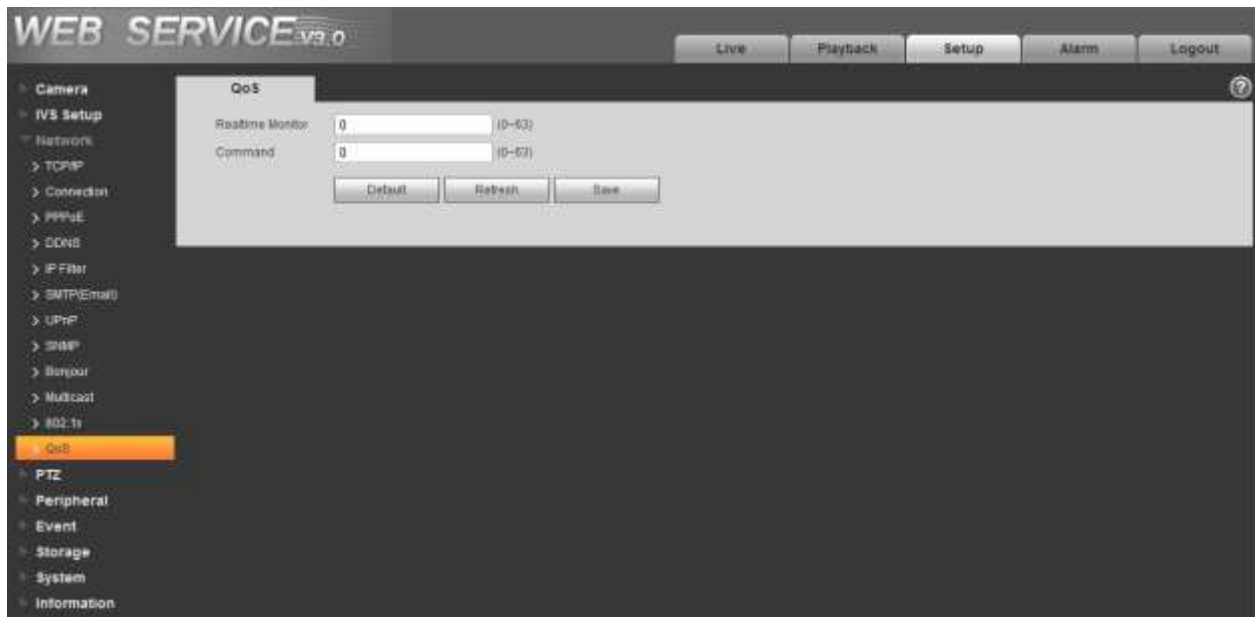 WEB SERVICE V3.0
Live Playback Setup Alarm Logout
Camera
IVS Setup
Network
TCP/IP
Connection
PPPoE
DDNS
IP Filter
SMTP(Email)
UPnP
SNMP
Bonjour
Multicast
802.1x
QoS
PTZ
Peripheral
Event
Storage
System
Information
QoS
?
Realtime Monitor 0 (0~63)
Command 0 (0~63)
Default Refresh Save